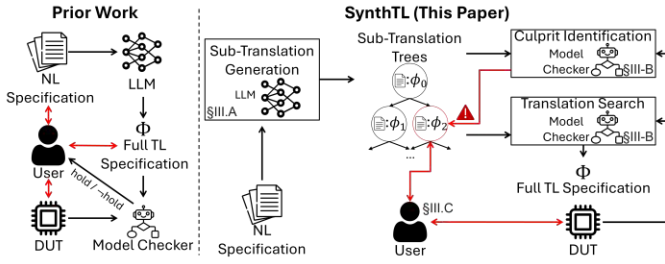 Prior Work
NL
Specification
LLM
Φ
Full TL
Specification
User
hold / ¬hold
DUT
Model Checker
SynthTL (This Paper)
Sub-Translation
Generation
LLM
§III.A
NL
Specification
Sub-Translation
Trees
:ϕ0
:ϕ1
:ϕ2
...
Culprit Identification
Model
Checker
§III-B
Translation Search
Model
Checker
§III-B
Φ
Full TL Specification
§III.C
User
DUT